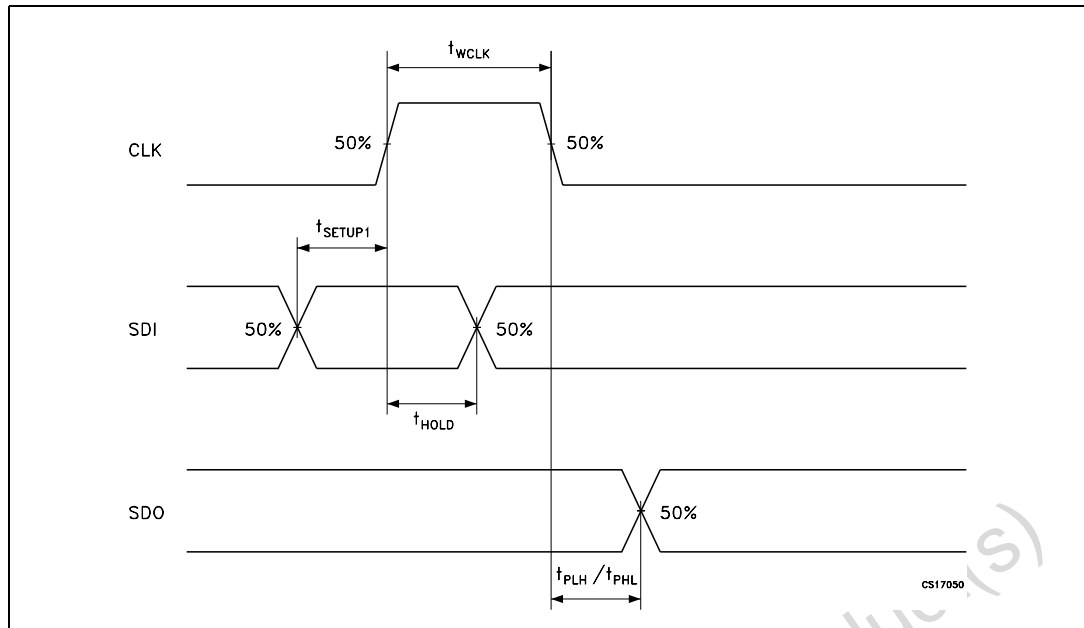 tWCLK
CLK
50%
50%
tSETUP1
SDI
50%
50%
tHOLD
SDO
50%
tPLH /tPHL
CS17050